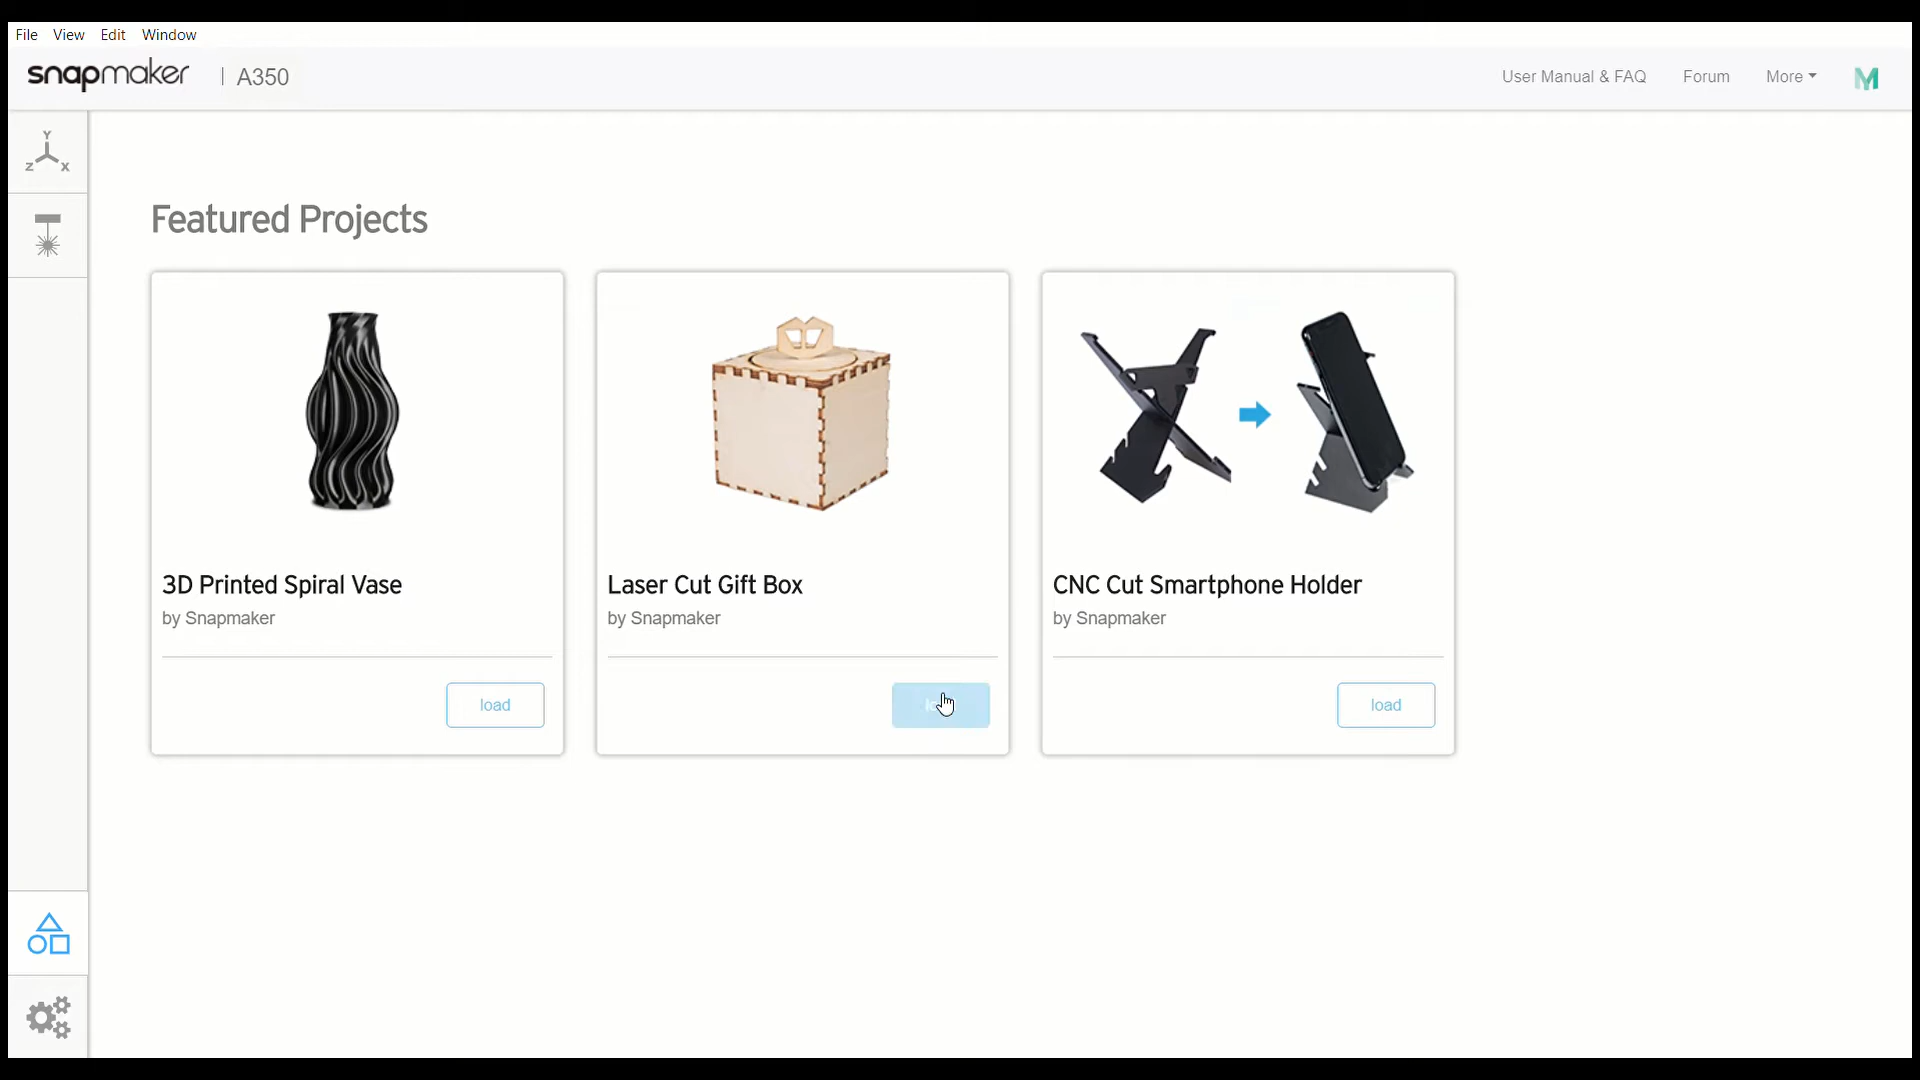 File View Edit Window
snapmaker | A350
User Manual & FAQ Forum More
Y
Z X
Featured Projects
3D Printed Spiral Vase
by Snapmaker
load
Laser Cut Gift Box
by Snapmaker
CNC Cut Smartphone Holder
by Snapmaker
load